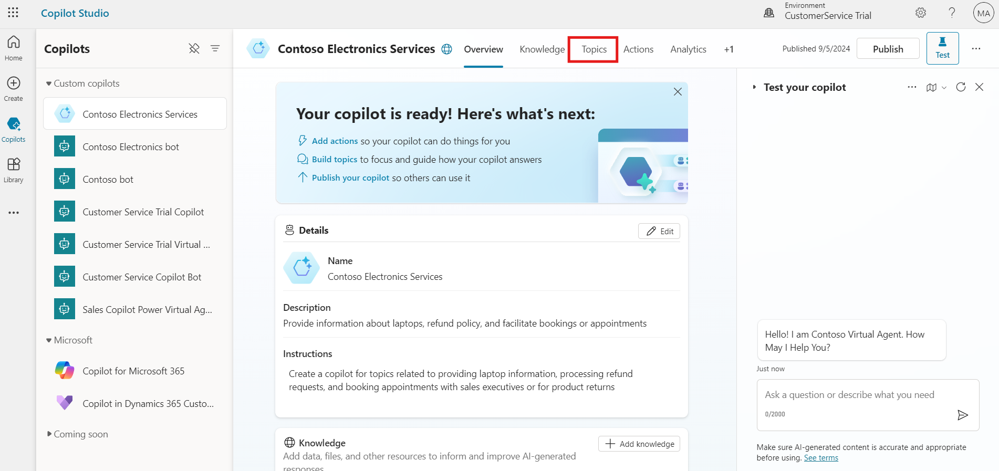 Copilot Studio
Environment
CustomerService Trial
MA
Home
Create
Copilots
Library
Copilots
Custom copilots
Contoso Electronics Services
Contoso Electronics bot
Contoso bot
Customer Service Trial Copilot
Customer Service Trial Virtual ...
Customer Service Copilot Bot
Sales Copilot Power Virtual Ag...
Microsoft
Copilot for Microsoft 365
Copilot in Dynamics 365 Custo...
Coming soon
Contoso Electronics Services
Overview
Knowledge
Topics
Actions
Analytics
+1
Published 9/5/2024
Publish
Test
Your copilot is ready! Here's what's next:
Add actions so your copilot can do things for you
Build topics to focus and guide how your copilot answers
Publish your copilot so others can use it
Details
Edit
Name
Contoso Electronics Services
Description
Provide information about laptops, refund policy, and facilitate bookings or appointments
Instructions
Create a copilot for topics related to providing laptop information, processing refund
requests, and booking appointments with sales executives or for product returns
Knowledge
Add knowledge
Add data, files, and other resources to inform and improve AI-generated
responses
Test your copilot
Hello! I am Contoso Virtual Agent. How
May I Help You?
Just now
Ask a question or describe what you need
0/2000
Make sure AI-generated content is accurate and appropriate
before using. See terms